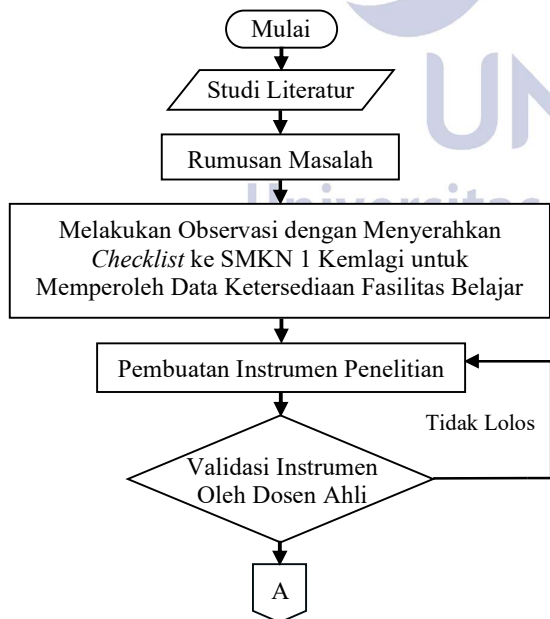 Mulai
Studi Literatur
Rumusan Masalah
Melakukan Observasi dengan Menyerahkan
Checklist ke SMKN 1 Kemlagi untuk
Memperoleh Data Ketersediaan Fasilitas Belajar
Pembuatan Instrumen Penelitian
Tidak Lolos
Validasi Instrumen
Oleh Dosen Ahli
A
UN